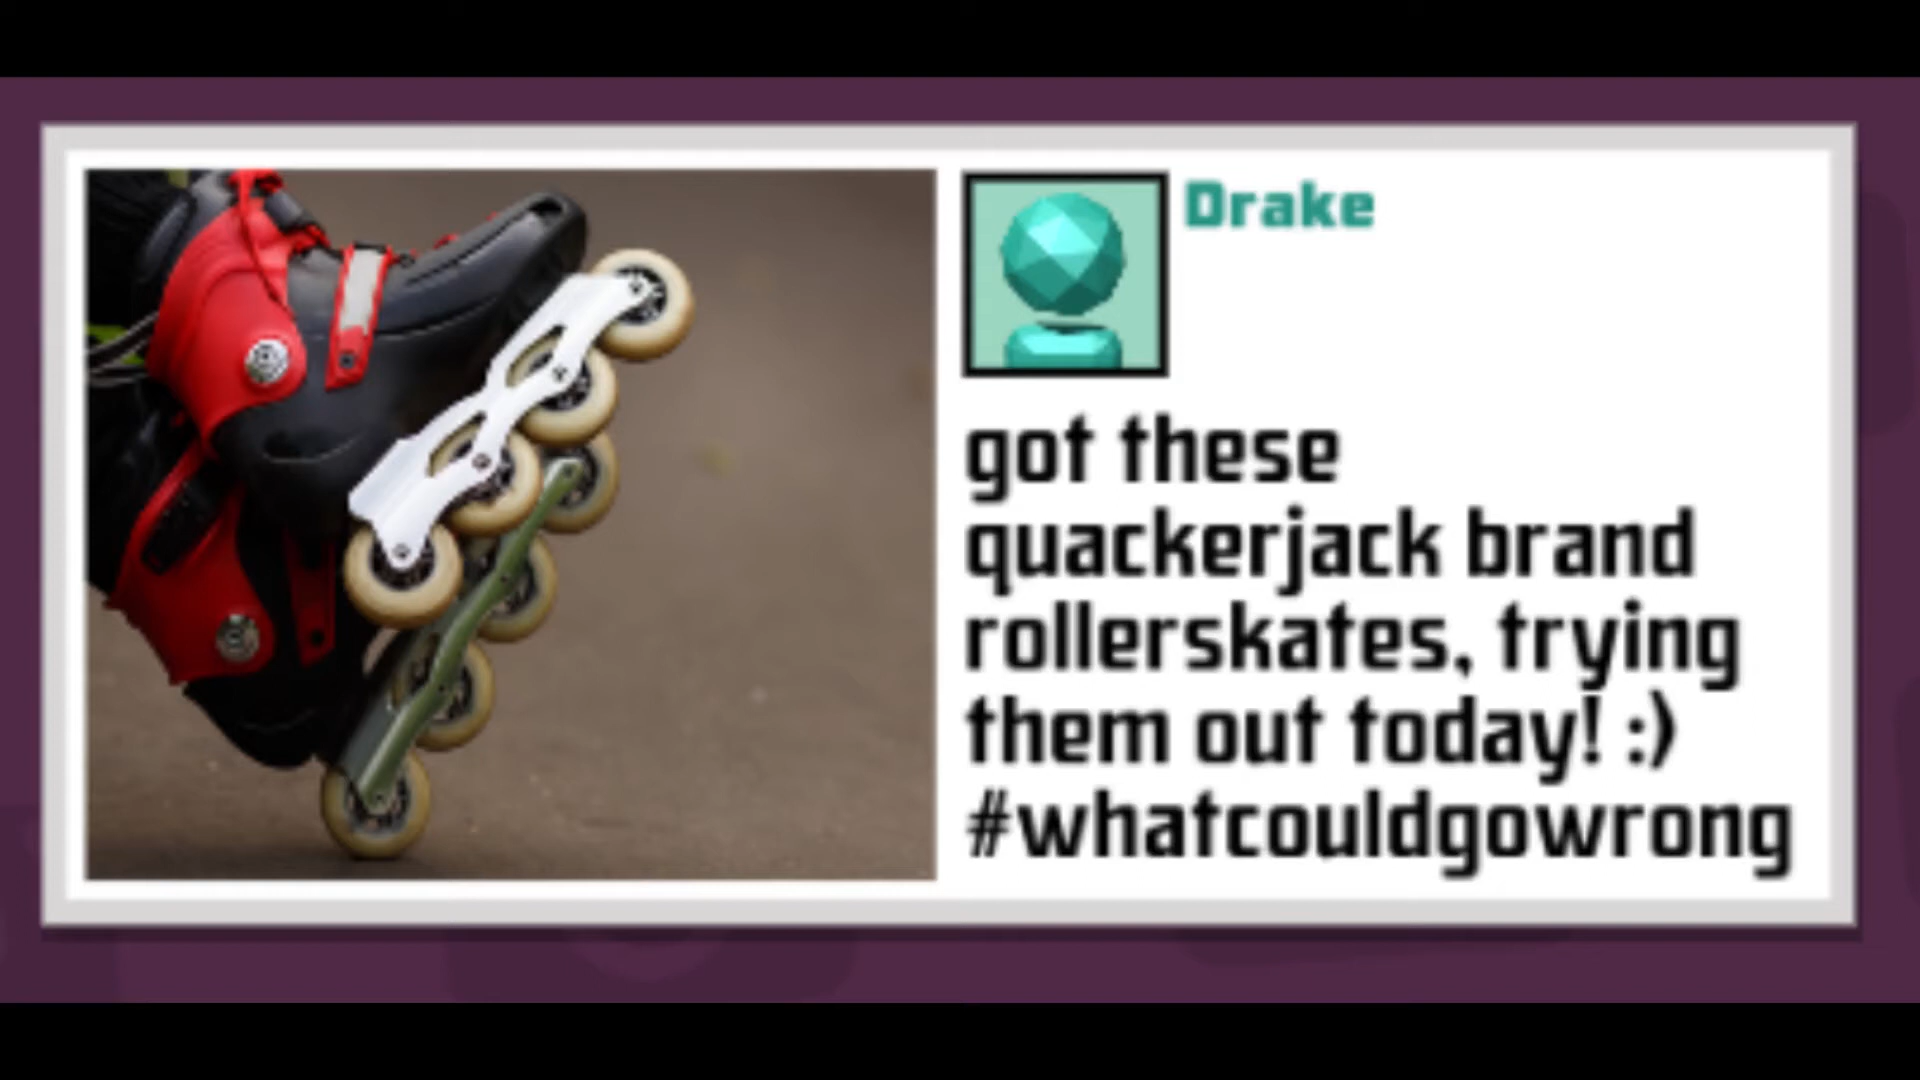 Drake
got these
quackerjack brand
rollerskates, trying
them out today! :)
#whatcouldgowrong